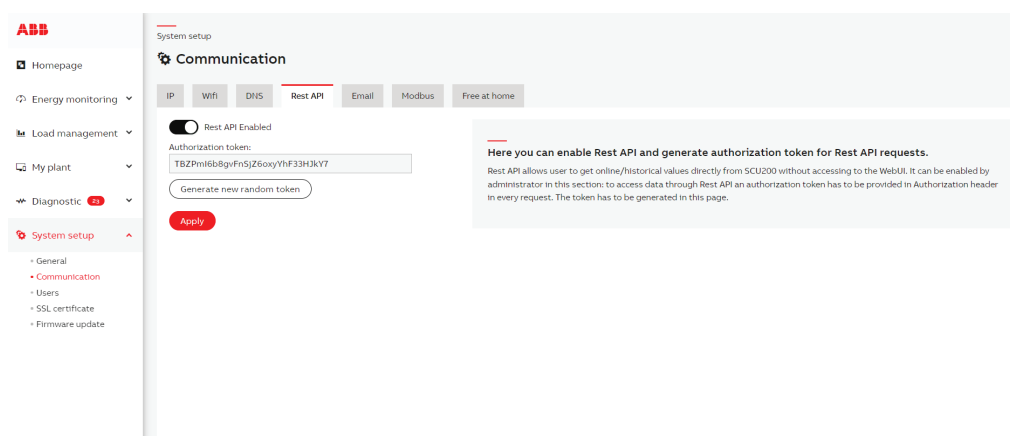 ABB
Homepage
Energy monitoring
Load management
My plant
Diagnostic 23
System setup
General
Communication
Users
SSL certificate
Firmware update
System setup
Communication
IP Wifi DNS Rest API Email Modbus Free at home
Rest API Enabled
Authorization token:
TBZPmI6b8gvFnSjZ6oxyYhF33HJkY7
Generate new random token
Apply
Here you can enable Rest API and generate authorization token for Rest API requests.
Rest API allows user to get online/historical values directly from SCU200 without accessing to the WebUI. It can be enabled by
administrator in this section: to access data through Rest API an authorization token has to be provided in Authorization header
in every request. The token has to be generated in this page.